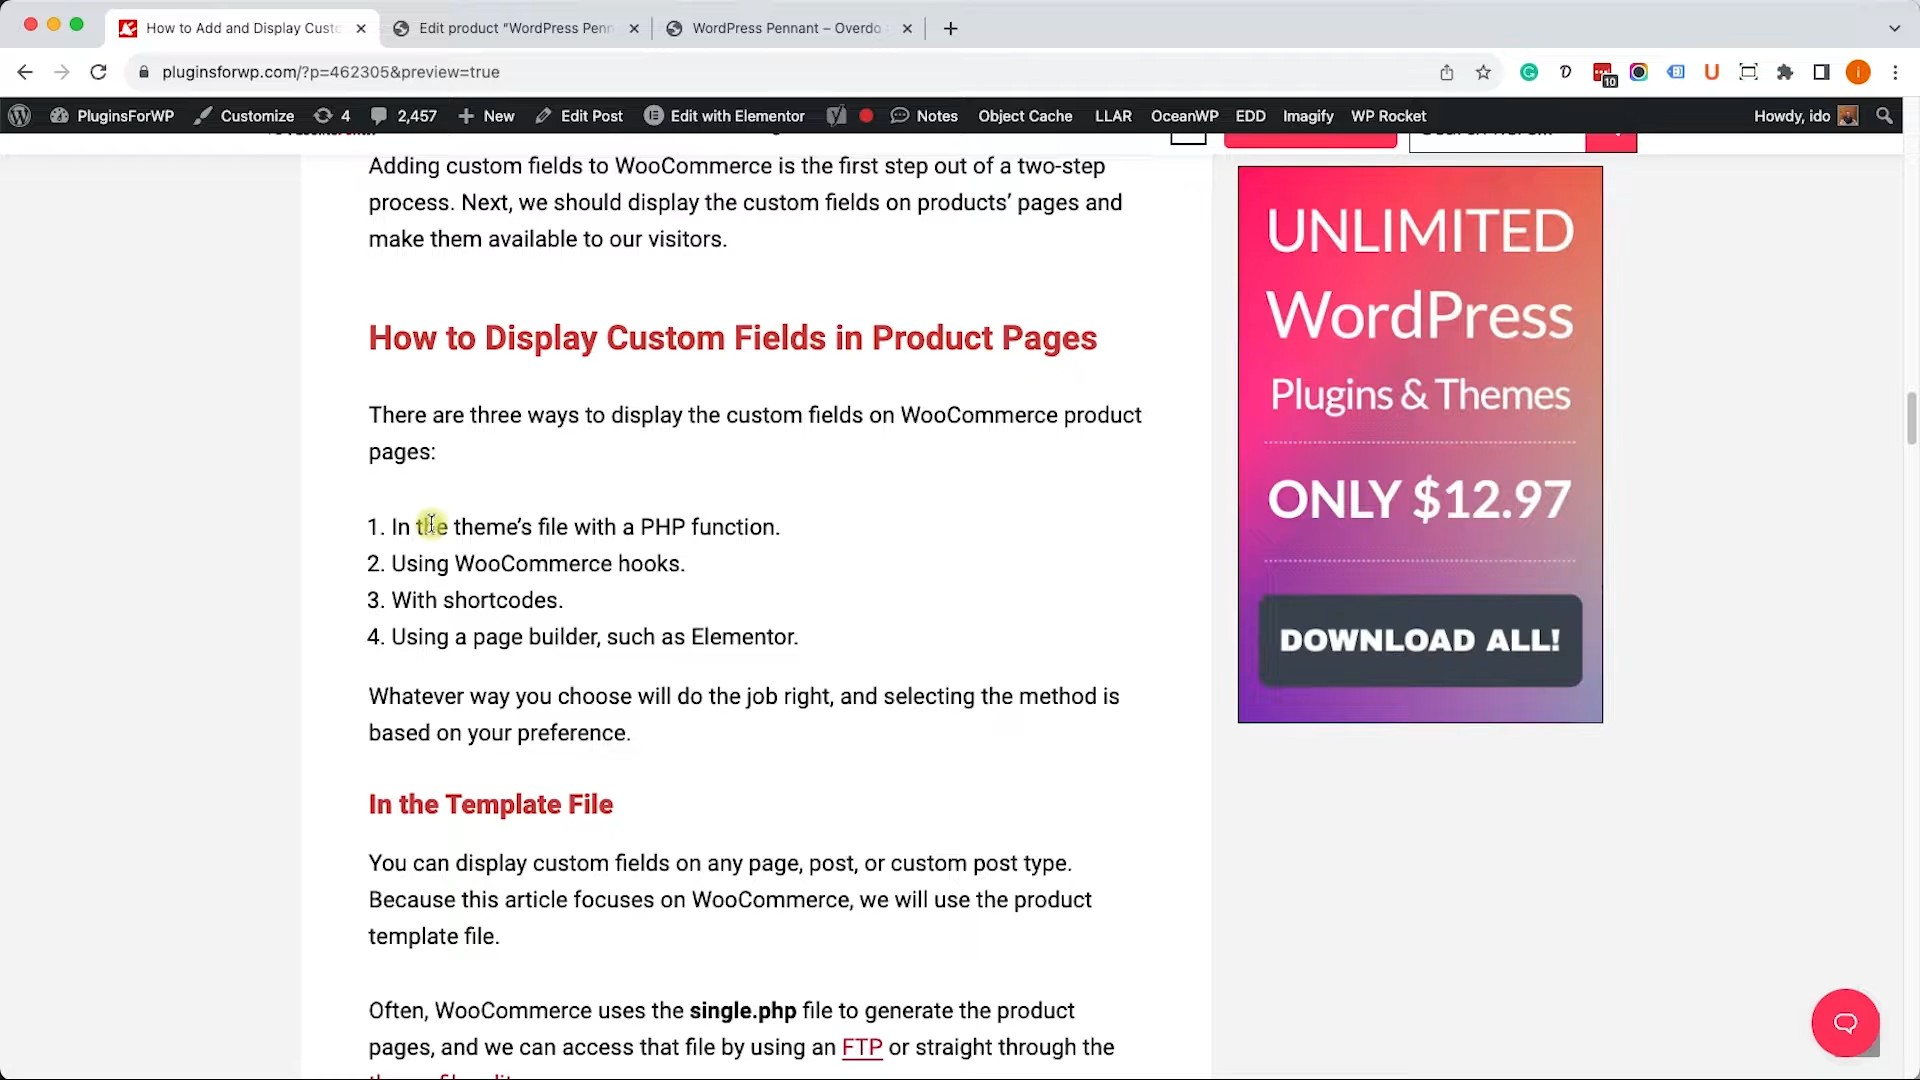 How to Add and Display Custo
Edit product “WordPress Penn
WordPress Pennant – Overdo
pluginsforwp.com/?p=462305&preview=true
10
PluginsForWP
Customize
4
2,457
New
Edit Post
Edit with Elementor
Notes
Object Cache
LLAR
OceanWP
EDD
Imagify
WP Rocket
Howdy, ido
Adding custom fields to WooCommerce is the first step out of a two-step
process. Next, we should display the custom fields on products’ pages and
make them available to our visitors.
How to Display Custom Fields in Product Pages
There are three ways to display the custom fields on WooCommerce product
pages:
1. In the theme’s file with a PHP function.
2. Using WooCommerce hooks.
3. With shortcodes.
4. Using a page builder, such as Elementor.
Whatever way you choose will do the job right, and selecting the method is
based on your preference.
In the Template File
You can display custom fields on any page, post, or custom post type.
Because this article focuses on WooCommerce, we will use the product
template file.
Often, WooCommerce uses the single.php file to generate the product
pages, and we can access that file by using an FTP or straight through the
UNLIMITED
WordPress
Plugins & Themes
ONLY $12.97
DOWNLOAD ALL!